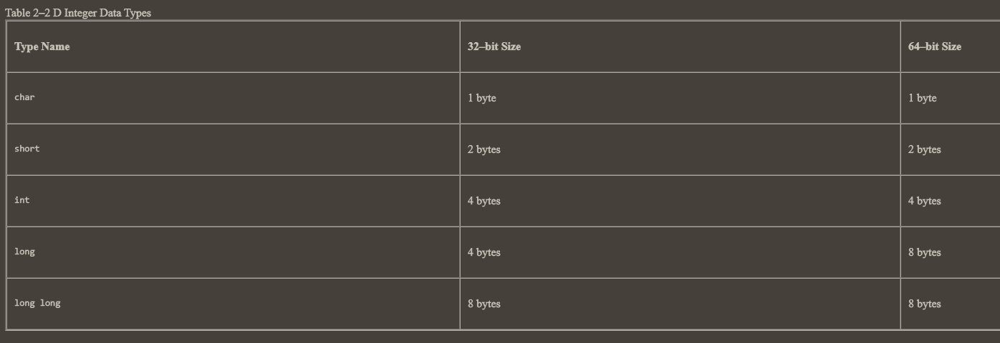 Table 2–2 D Integer Data Types
Type Name 32–bit Size 64–bit Size
char 1 byte 1 byte
short 2 bytes 2 bytes
int 4 bytes 4 bytes
long 4 bytes 8 bytes
long long 8 bytes 8 bytes